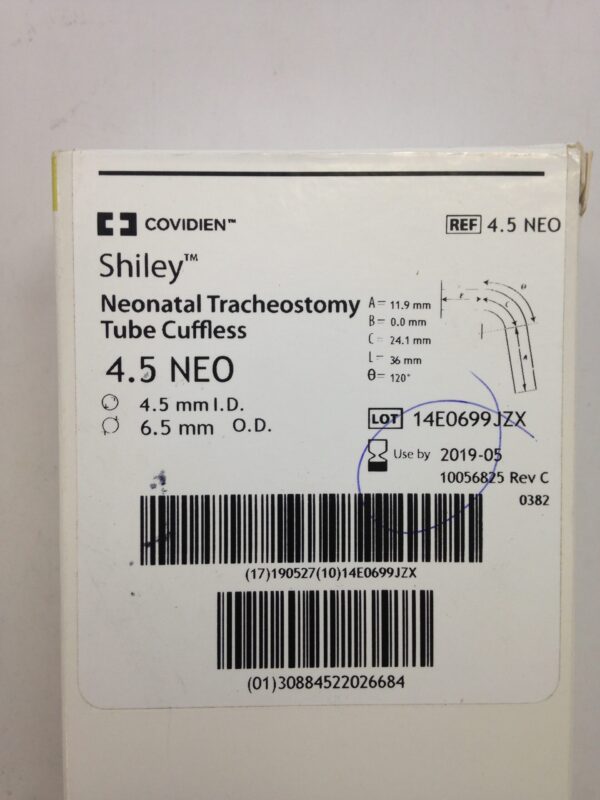 COVIDIEN™
REF 4.5 NEO
Shiley™
Neonatal Tracheostomy
Tube Cuffless
4.5 NEO
4.5 mm I.D.
6.5 mm O.D.
A= 11.9 mm
B= 0.0 mm
C= 24.1 mm
L= 36 mm
θ= 120°
LOT 14E0699JZX
Use by 2019-05
10056825 Rev C
0382
(17)190527(10)14E0699JZX
(01)30884522026684